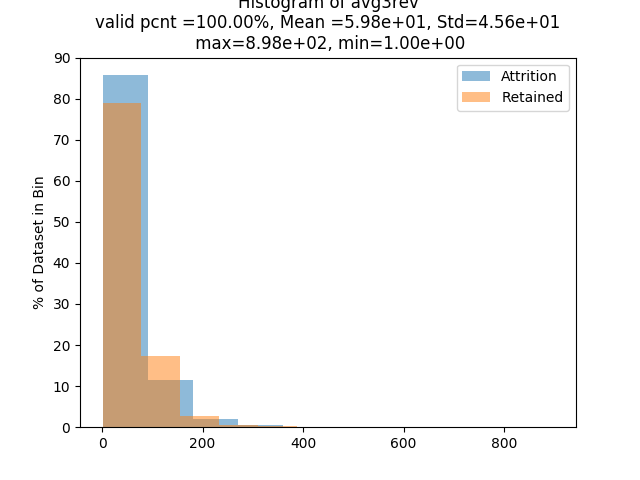 Histogram of avg3rev
valid pcnt =100.00%, Mean =5.98e+01, Std=4.56e+01
max=8.98e+02, min=1.00e+00
Attrition
Retained
% of Dataset in Bin
90
80
70
60
50
40
30
20
10
0
0 200 400 600 800